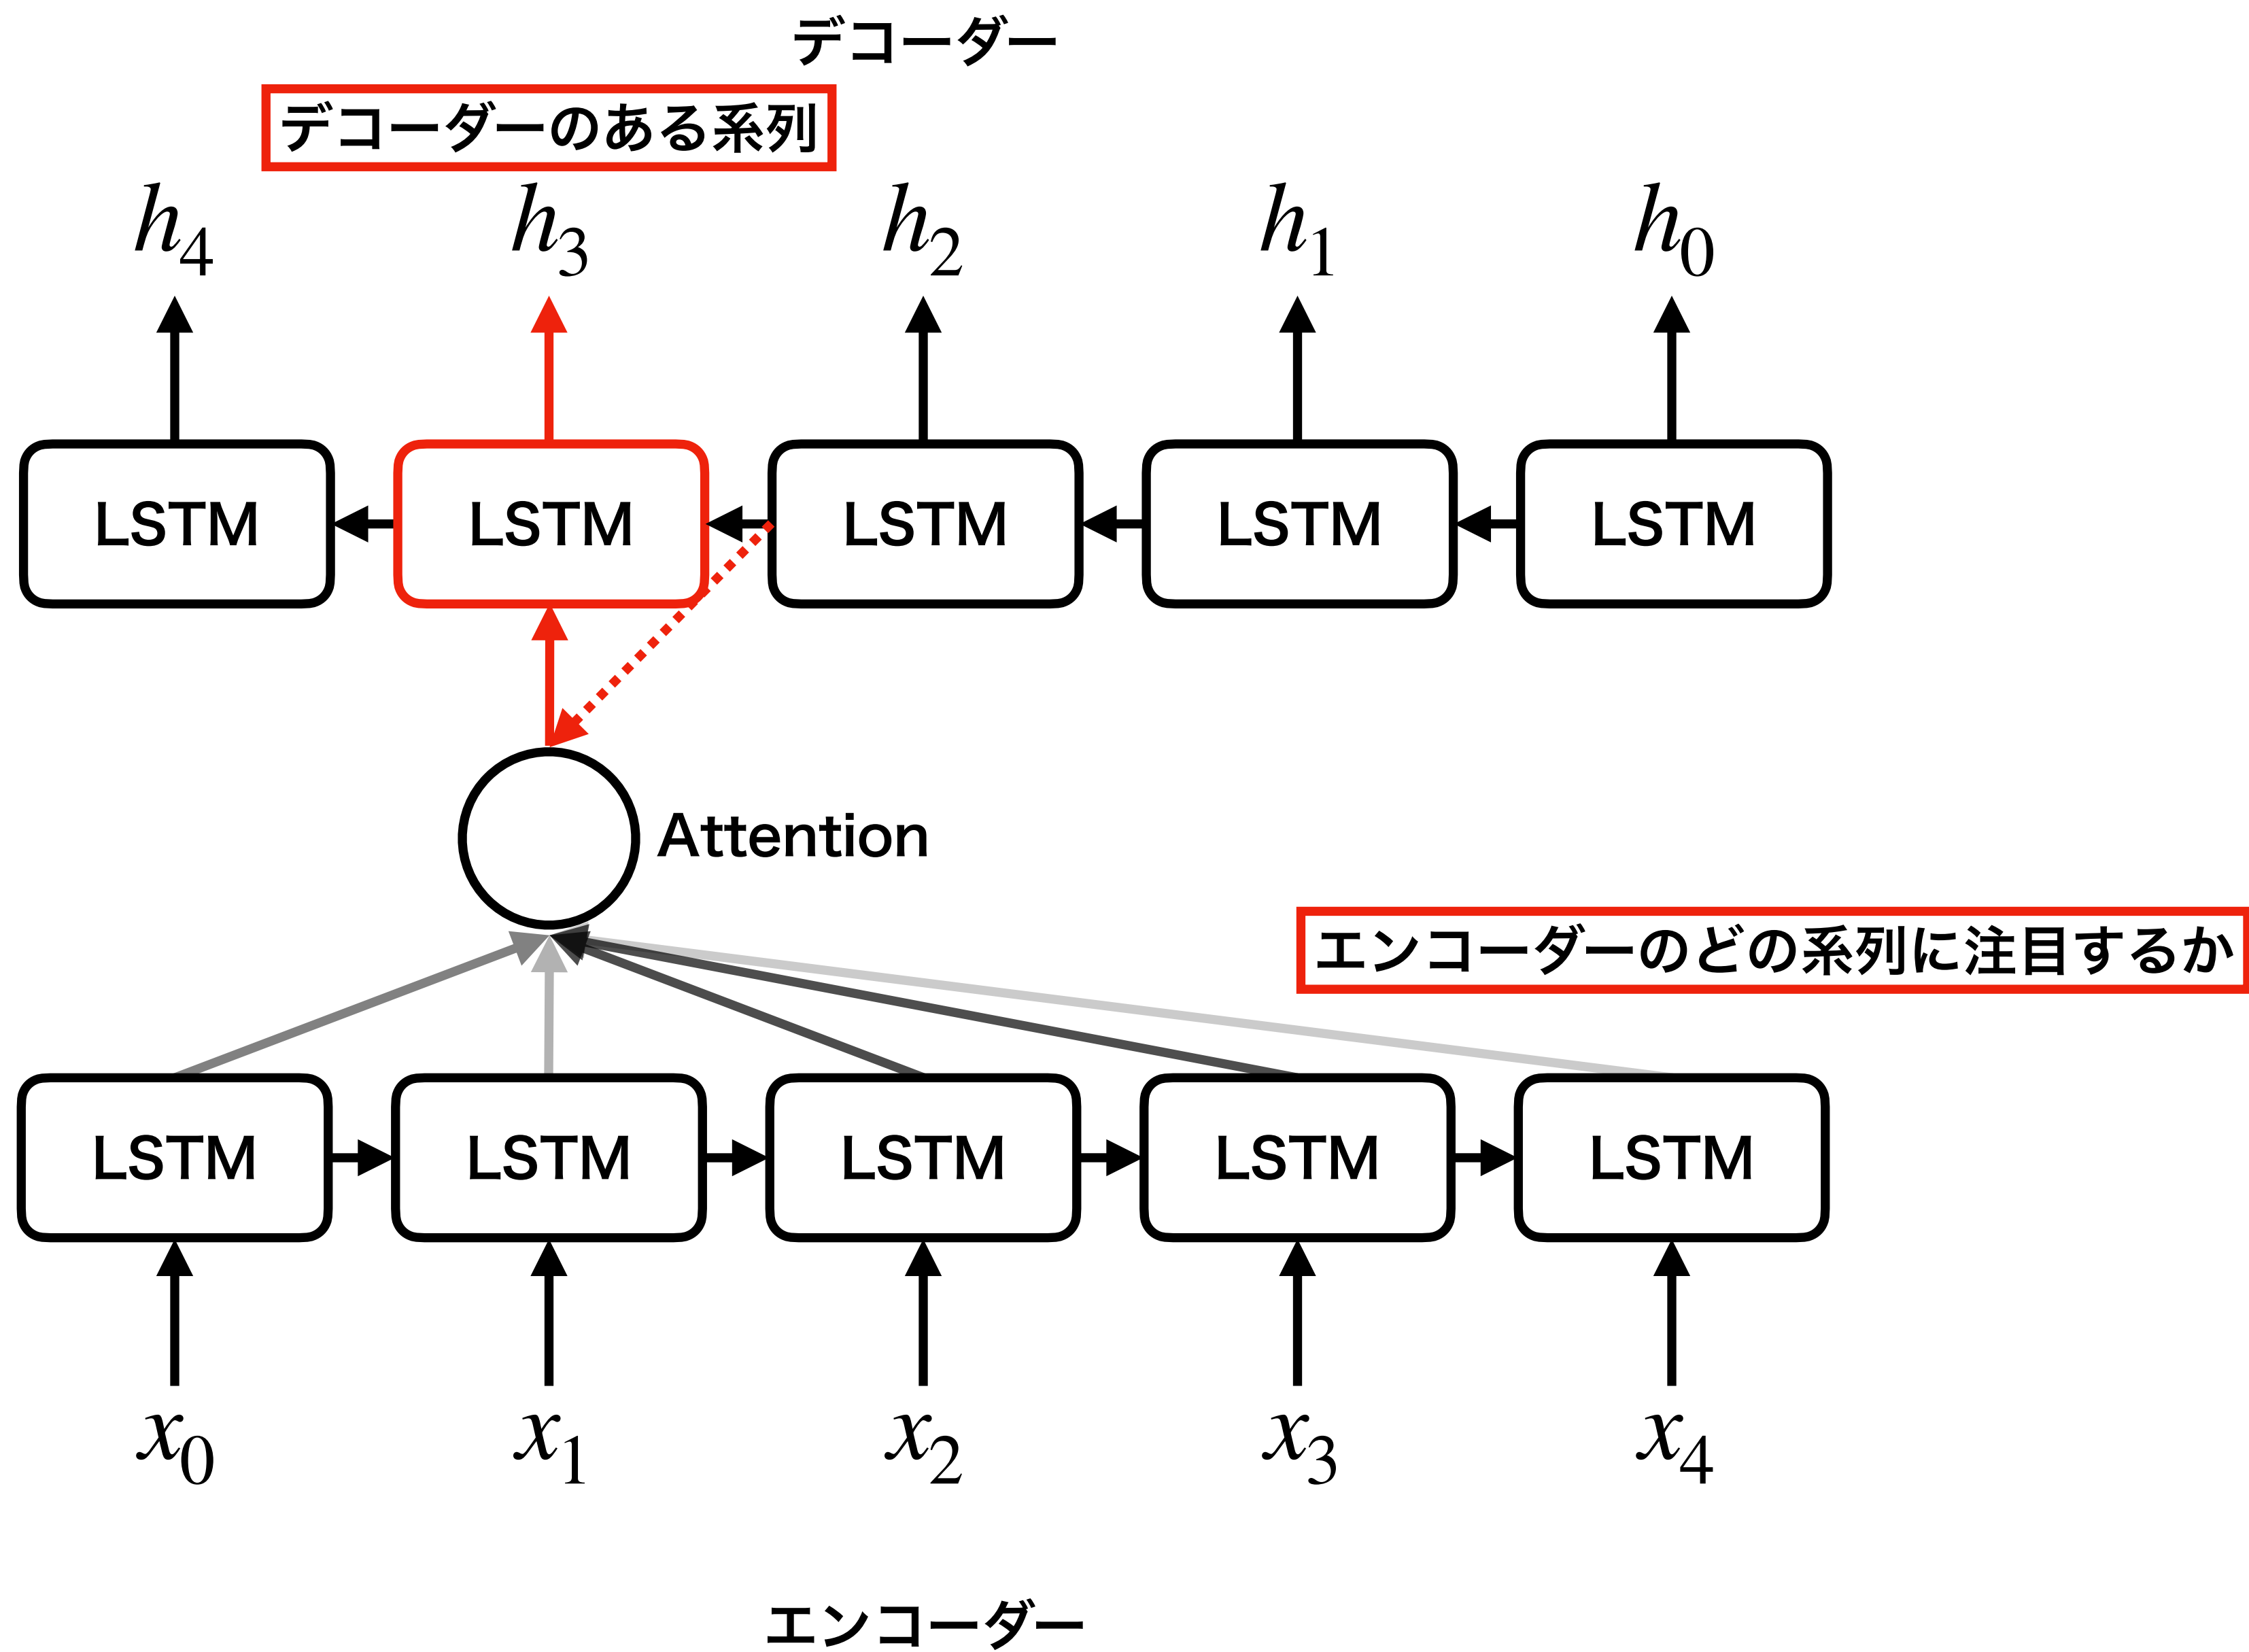 デコーダー
デコーダーのある系列
h4 h3 h2 h1 h0
LSTM LSTM LSTM LSTM LSTM
Attention
エンコーダーのどの系列に注目するか
LSTM LSTM LSTM LSTM LSTM
x0 x1 x2 x3 x4
エンコーダー